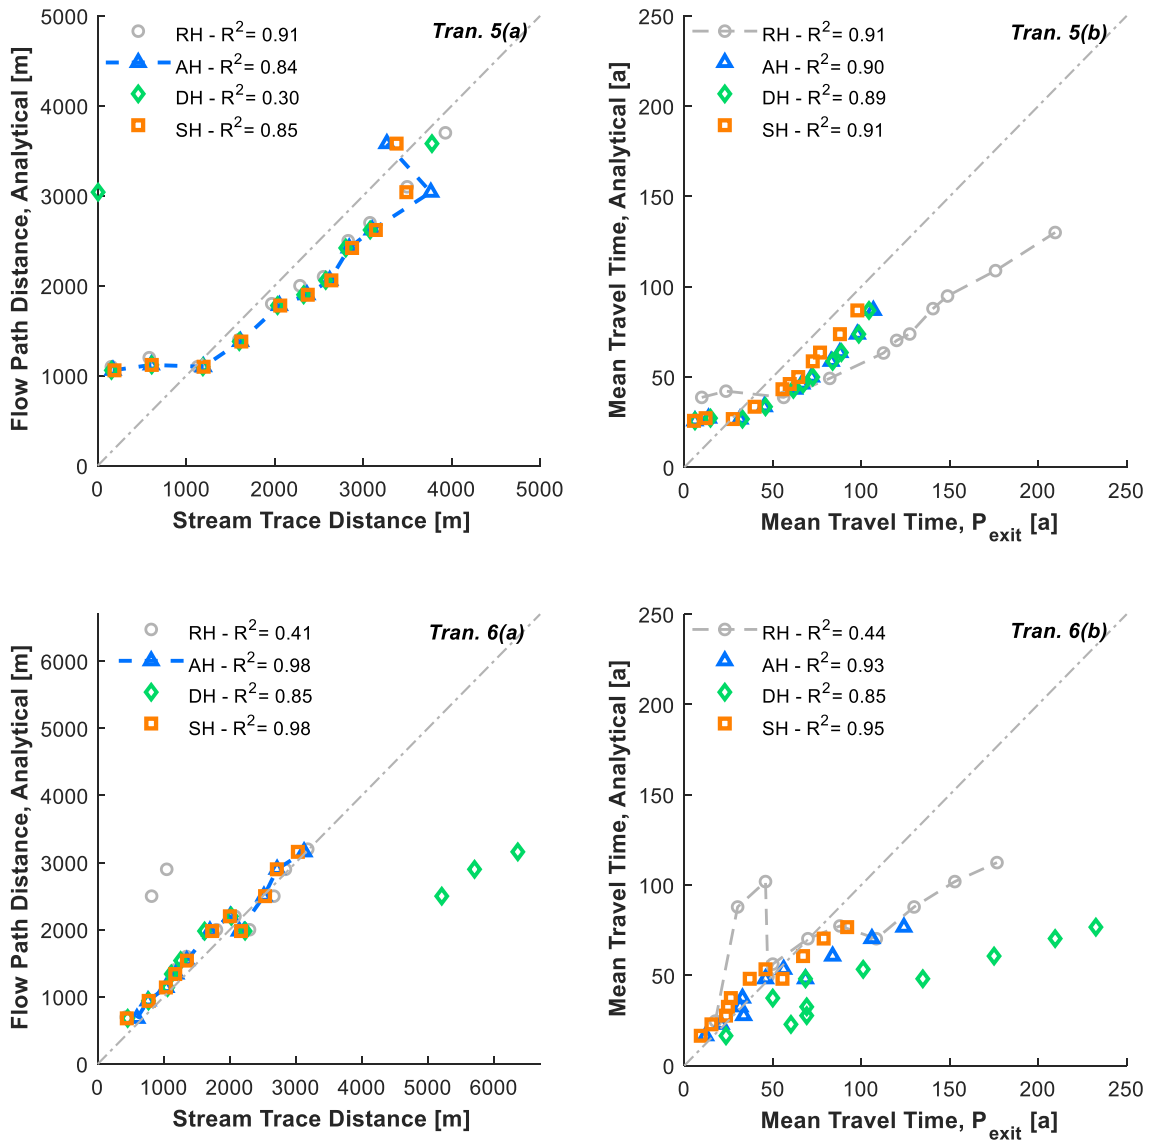 Tran. 5(a)
RH - R²= 0.91
AH - R²= 0.84
DH - R²= 0.30
SH - R²= 0.85
Flow Path Distance, Analytical [m]
5000
4000
3000
2000
1000
0
0 1000 2000 3000 4000 5000
Stream Trace Distance [m]
Tran. 5(b)
RH - R²= 0.91
AH - R²= 0.90
DH - R²= 0.89
SH - R²= 0.91
Mean Travel Time, Analytical [a]
250
200
150
100
50
0
0 50 100 150 200 250
Mean Travel Time, P_exit [a]
Tran. 6(a)
RH - R²= 0.41
AH - R²= 0.98
DH - R²= 0.85
SH - R²= 0.98
Flow Path Distance, Analytical [m]
6000
5000
4000
3000
2000
1000
0
0 1000 2000 3000 4000 5000 6000
Stream Trace Distance [m]
Tran. 6(b)
RH - R²= 0.44
AH - R²= 0.93
DH - R²= 0.85
SH - R²= 0.95
Mean Travel Time, Analytical [a]
250
200
150
100
50
0
0 50 100 150 200 250
Mean Travel Time, P_exit [a]